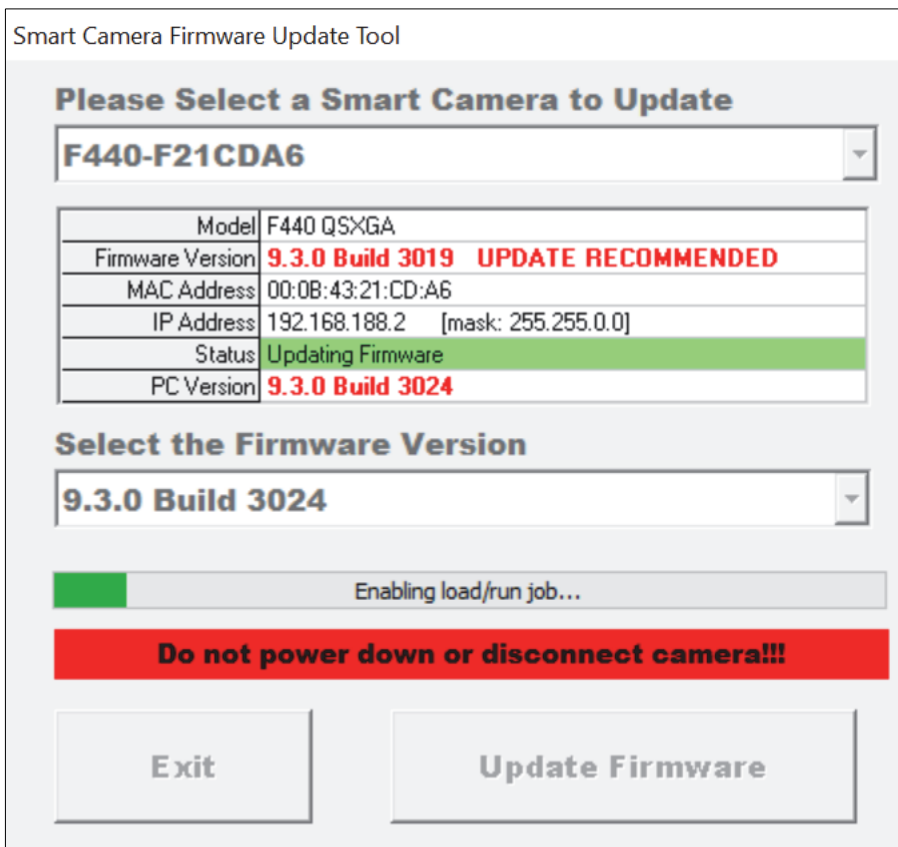 Smart Camera Firmware Update Tool
Please Select a Smart Camera to Update
F440-F21CDA6
Model F440 QSXGA
Firmware Version 9.3.0 Build 3019 UPDATE RECOMMENDED
MAC Address 00:0B:43:21:CD:A6
IP Address 192.168.188.2 [mask: 255.255.0.0]
Status Updating Firmware
PC Version 9.3.0 Build 3024
Select the Firmware Version
9.3.0 Build 3024
Enabling load/run job...
Do not power down or disconnect camera!!!
Exit Update Firmware